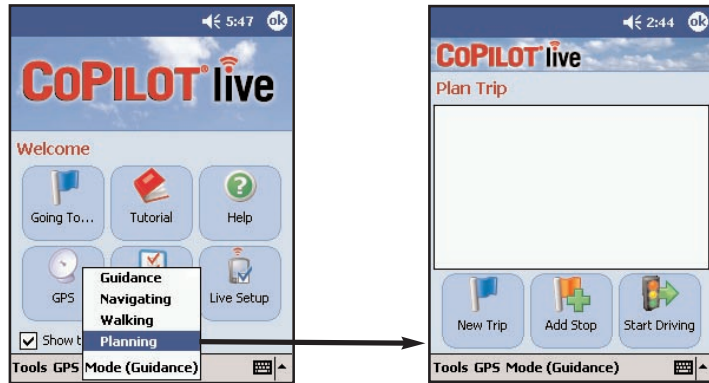 5:47 ok
CoPilot® live
Welcome
Going To...
Tutorial
Help
GPS
Live Setup
Guidance
Navigating
Walking
Planning
Show t
Tools GPS Mode (Guidance)
2:44 ok
CoPilot® live
Plan Trip
New Trip
Add Stop
Start Driving
Tools GPS Mode (Guidance)